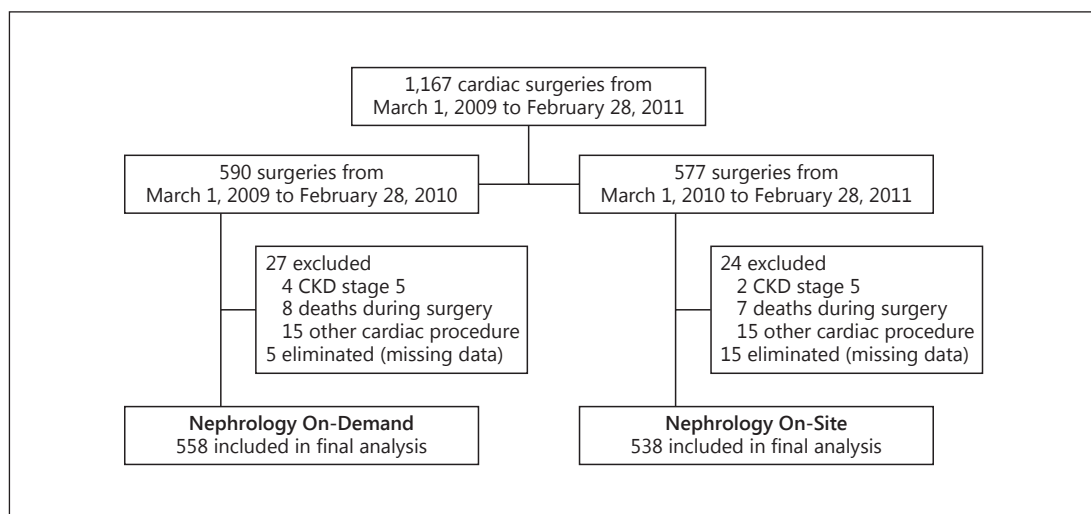 1,167 cardiac surgeries from
March 1, 2009 to February 28, 2011
590 surgeries from
March 1, 2009 to February 28, 2010
577 surgeries from
March 1, 2010 to February 28, 2011
27 excluded
4 CKD stage 5
8 deaths during surgery
15 other cardiac procedure
5 eliminated (missing data)
24 excluded
2 CKD stage 5
7 deaths during surgery
15 other cardiac procedure
15 eliminated (missing data)
Nephrology On-Demand
558 included in final analysis
Nephrology On-Site
538 included in final analysis